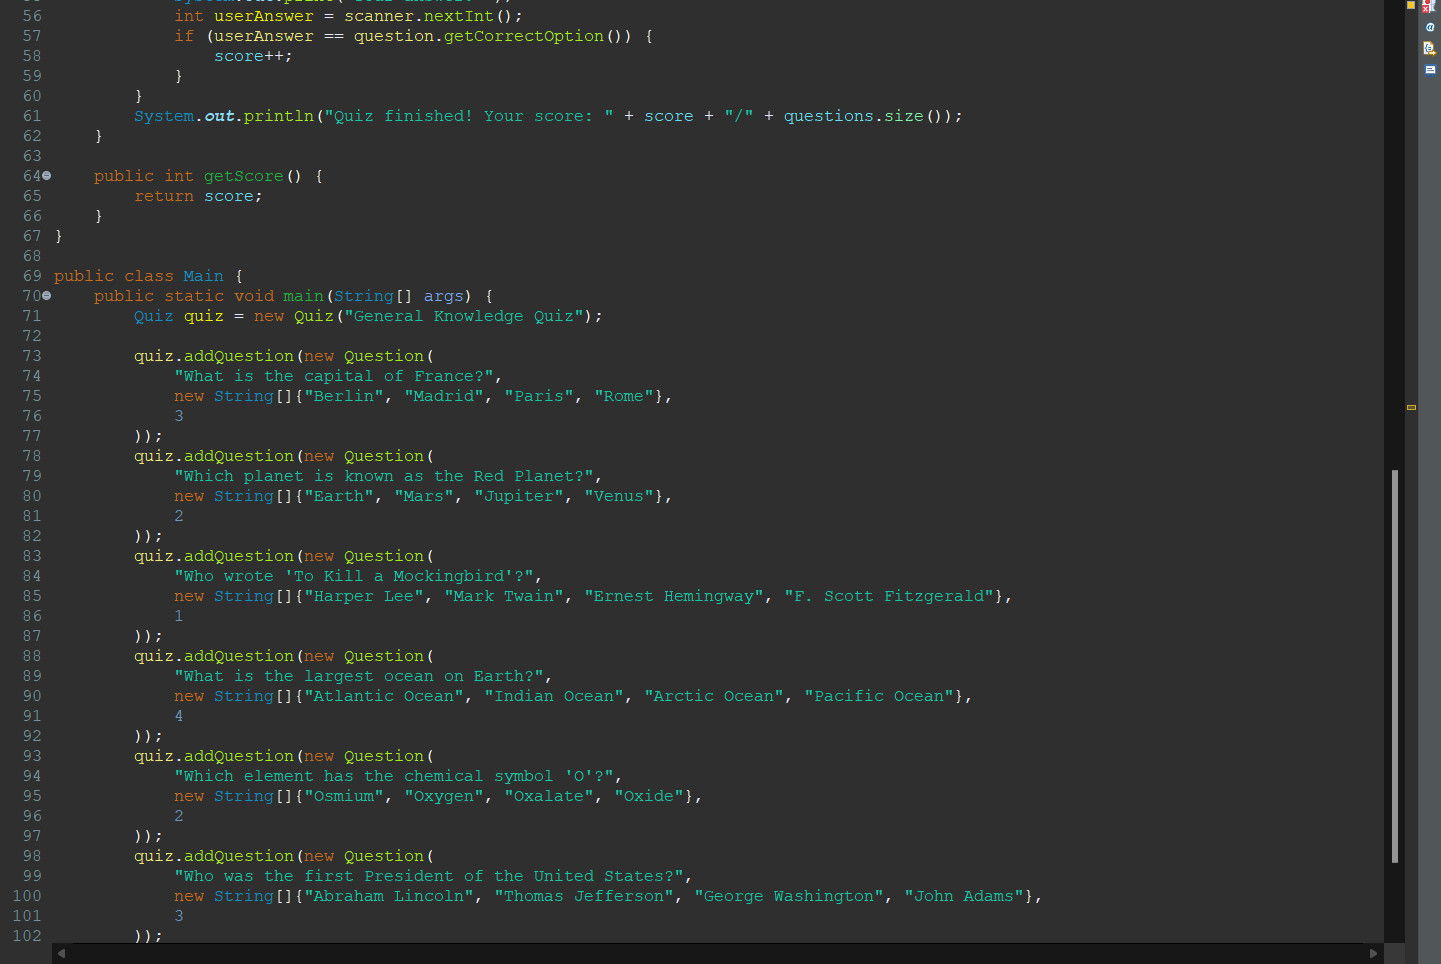 56 int userAnswer = scanner.nextInt();
57 if (userAnswer == question.getCorrectOption()) {
58 score++;
59 }
60 }
61 System.out.println("Quiz finished! Your score: " + score + "/" + questions.size());
62 }
63
64 public int getScore() {
65 return score;
66 }
67 }
68
69 public class Main {
70 public static void main(String[] args) {
71 Quiz quiz = new Quiz("General Knowledge Quiz");
72
73 quiz.addQuestion(new Question(
74 "What is the capital of France?",
75 new String[]{"Berlin", "Madrid", "Paris", "Rome"},
76 3
77 ));
78 quiz.addQuestion(new Question(
79 "Which planet is known as the Red Planet?",
80 new String[]{"Earth", "Mars", "Jupiter", "Venus"},
81 2
82 ));
83 quiz.addQuestion(new Question(
84 "Who wrote 'To Kill a Mockingbird'?",
85 new String[]{"Harper Lee", "Mark Twain", "Ernest Hemingway", "F. Scott Fitzgerald"},
86 1
87 ));
88 quiz.addQuestion(new Question(
89 "What is the largest ocean on Earth?",
90 new String[]{"Atlantic Ocean", "Indian Ocean", "Arctic Ocean", "Pacific Ocean"},
91 4
92 ));
93 quiz.addQuestion(new Question(
94 "Which element has the chemical symbol 'O'?",
95 new String[]{"Osmium", "Oxygen", "Oxalate", "Oxide"},
96 2
97 ));
98 quiz.addQuestion(new Question(
99 "Who was the first President of the United States?",
100 new String[]{"Abraham Lincoln", "Thomas Jefferson", "George Washington", "John Adams"},
101 3
102 ));